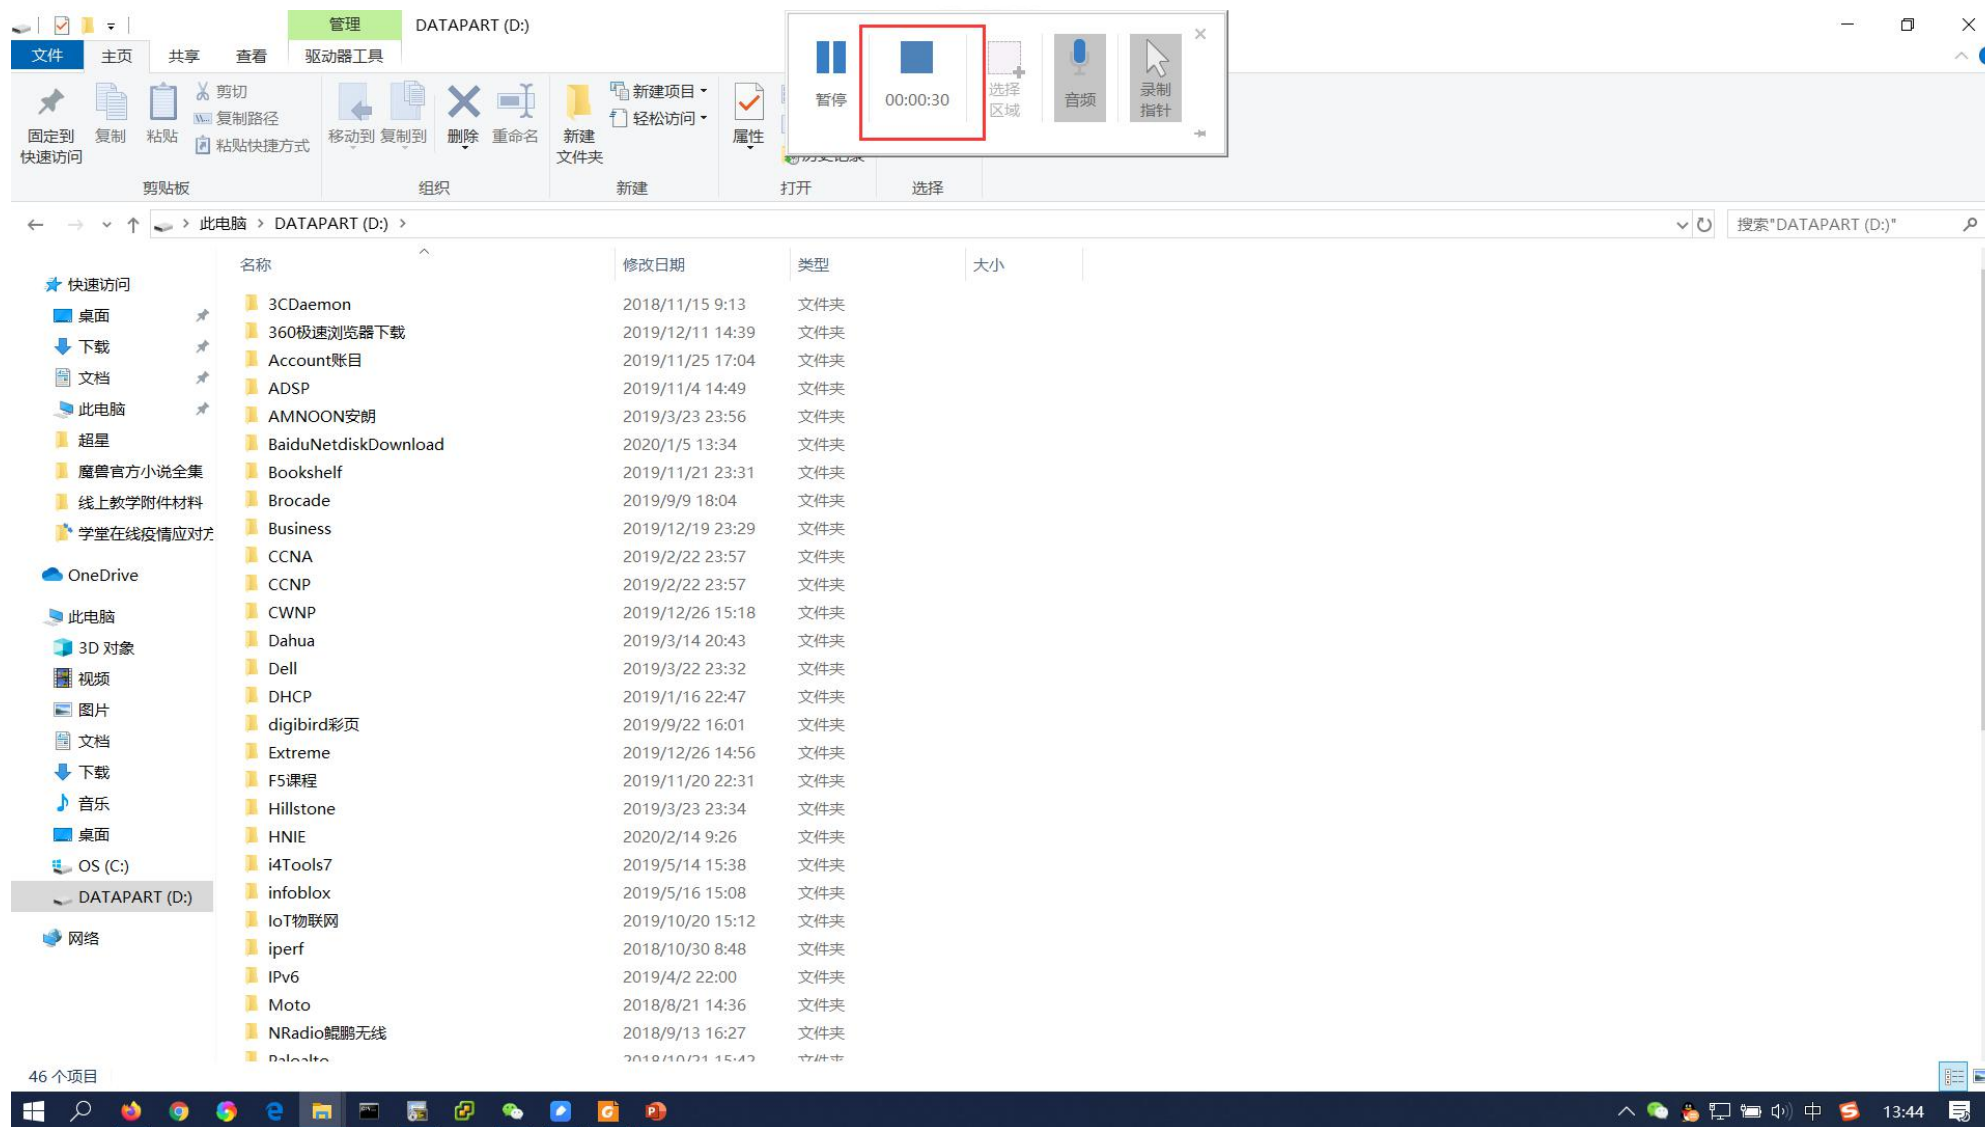 管理
DATAPART (D:)
文件
主页
共享
查看
驱动器工具
固定到
快速访问
复制
粘贴
剪切
复制路径
粘贴快捷方式
移动到
复制到
删除
重命名
新建
文件夹
新建项目
轻松访问
属性
剪贴板
组织
新建
打开
选择
暂停
00:00:30
选择
区域
音频
录制
指针
此电脑
DATAPART (D:)
搜索"DATAPART (D:)"
名称
修改日期
类型
大小
快速访问
桌面
下载
文档
此电脑
超星
魔兽官方小说全集
线上教学附件材料
学堂在线疫情应对方
OneDrive
此电脑
3D 对象
视频
图片
文档
下载
音乐
桌面
OS (C:)
DATAPART (D:)
网络
3CDaemon 2018/11/15 9:13 文件夹
360极速浏览器下载 2019/12/11 14:39 文件夹
Account账目 2019/11/25 17:04 文件夹
ADSP 2019/11/4 14:49 文件夹
AMNOON安朗 2019/3/23 23:56 文件夹
BaiduNetdiskDownload 2020/1/5 13:34 文件夹
Bookshelf 2019/11/21 23:31 文件夹
Brocade 2019/9/9 18:04 文件夹
Business 2019/12/19 23:29 文件夹
CCNA 2019/2/22 23:57 文件夹
CCNP 2019/2/22 23:57 文件夹
CWNP 2019/12/26 15:18 文件夹
Dahua 2019/3/14 20:43 文件夹
Dell 2019/3/22 23:32 文件夹
DHCP 2019/1/16 22:47 文件夹
digibird彩页 2019/9/22 16:01 文件夹
Extreme 2019/12/26 14:56 文件夹
F5课程 2019/11/20 22:31 文件夹
Hillstone 2019/3/23 23:34 文件夹
HNIE 2020/2/14 9:26 文件夹
i4Tools7 2019/5/14 15:38 文件夹
infoblox 2019/5/16 15:08 文件夹
IoT物联网 2019/10/20 15:12 文件夹
iperf 2018/10/30 8:48 文件夹
IPv6 2019/4/2 22:00 文件夹
Moto 2018/8/21 14:36 文件夹
NRadio鲲鹏无线 2018/9/13 16:27 文件夹
Paloalto 2018/10/21 15:42 文件夹
46 个项目
中
13:44